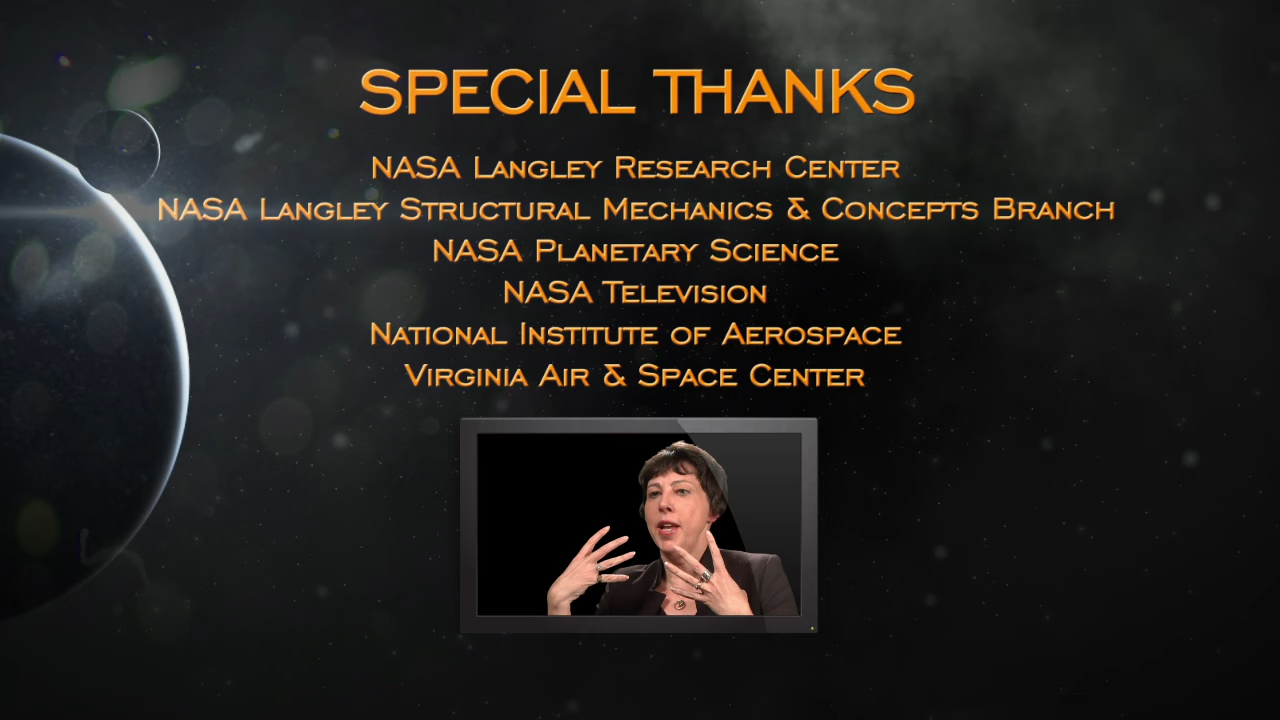 SPECIAL THANKS
NASA LANGLEY RESEARCH CENTER
NASA LANGLEY STRUCTURAL MECHANICS & CONCEPTS BRANCH
NASA PLANETARY SCIENCE
NASA TELEVISION
NATIONAL INSTITUTE OF AEROSPACE
VIRGINIA AIR & SPACE CENTER